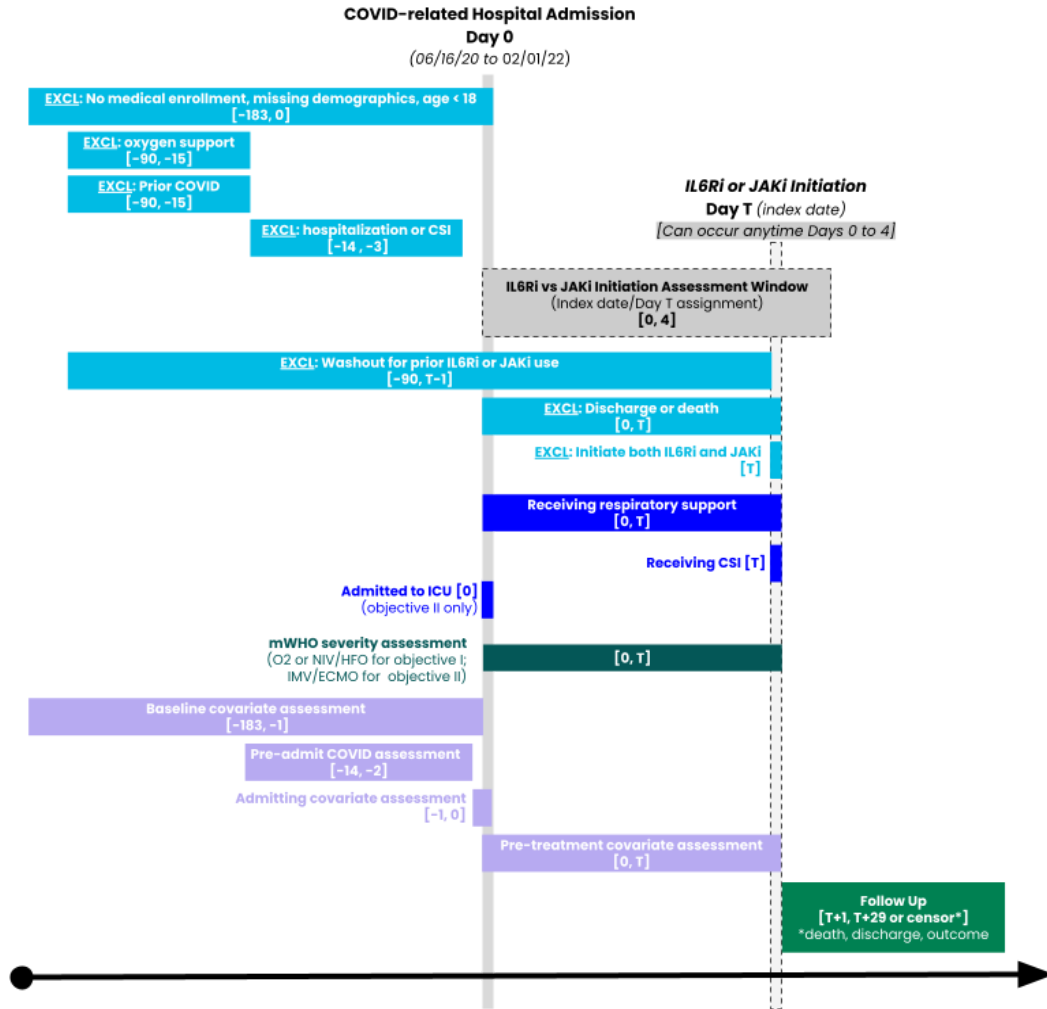 COVID-related Hospital Admission
Day 0
(06/16/20 to 02/01/22)
EXCL: No medical enrollment, missing demographics, age < 18
[-183, 0]
EXCL: oxygen support
[-90, -15]
EXCL: Prior COVID
[-90, -15]
EXCL: hospitalization or CSI
[-14 , -3]
IL6Ri or JAKi Initiation
Day T (index date)
[Can occur anytime Days 0 to 4]
IL6Ri vs JAKi Initiation Assessment Window
(Index date/Day T assignment)
[0, 4]
EXCL: Washout for prior IL6Ri or JAKi use
[-90, T-1]
EXCL: Discharge or death
[0, T]
EXCL: Initiate both IL6Ri and JAKi
[T]
Receiving respiratory support
[0, T]
Receiving CSI [T]
Admitted to ICU [0]
(objective II only)
mWHO severity assessment
(O2 or NIV/HFO for objective I;
IMV/ECMO for objective II)
[0, T]
Baseline covariate assessment
[-183, -1]
Pre-admit COVID assessment
[-14, -2]
Admitting covariate assessment
[-1, 0]
Pre-treatment covariate assessment
[0, T]
Follow Up
[T+1, T+29 or censor*]
*death, discharge, outcome